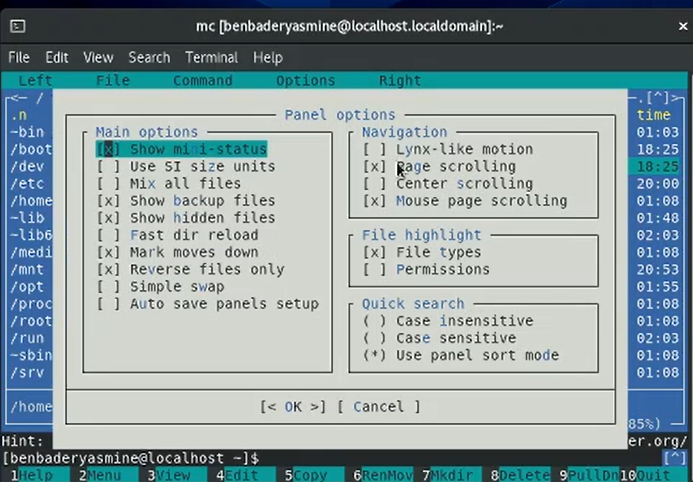 mc [benbaderyasmine@localhost.localdomain]:~
File Edit View Search Terminal Help
Left File Command Options Right
<— / .[^]>
.n time
~bin 01:03
/boot 18:25
/dev 18:25
/etc 20:00
/home 01:08
~lib 01:48
~lib6 02:03
/medi 01:08
/mnt 20:53
/opt 01:55
/proc 01:08
/root 01:08
/run 02:03
~sbin 01:08
/srv 01:08
/home
85%)
Panel options
Main options
[x] Show mini-status
[ ] Use SI size units
[ ] Mix all files
[x] Show backup files
[x] Show hidden files
[ ] Fast dir reload
[x] Mark moves down
[x] Reverse files only
[ ] Simple swap
[ ] Auto save panels setup
Navigation
[ ] Lynx-like motion
[x] Page scrolling
[ ] Center scrolling
[x] Mouse page scrolling
File highlight
[x] File types
[ ] Permissions
Quick search
( ) Case insensitive
( ) Case sensitive
(*) Use panel sort mode
[< OK >] [ Cancel ]
Hint: er.org/
[benbaderyasmine@localhost ~]$ [^]
1Help 2Menu 3View 4Edit 5Copy 6RenMov 7Mkdir 8Delete 9PullDn 10Quit